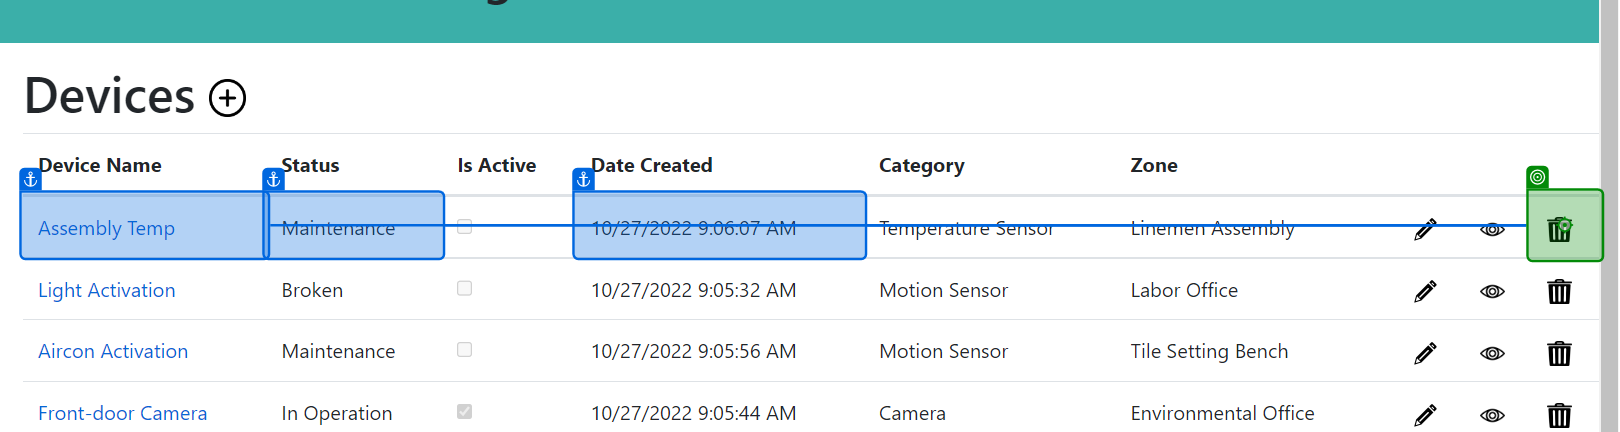 Devices
Device Name Status Is Active Date Created Category Zone
Assembly Temp Maintenance 10/27/2022 9:06:07 AM Temperature Sensor Linemen Assembly
Light Activation Broken 10/27/2022 9:05:32 AM Motion Sensor Labor Office
Aircon Activation Maintenance 10/27/2022 9:05:56 AM Motion Sensor Tile Setting Bench
Front-door Camera In Operation 10/27/2022 9:05:44 AM Camera Environmental Office